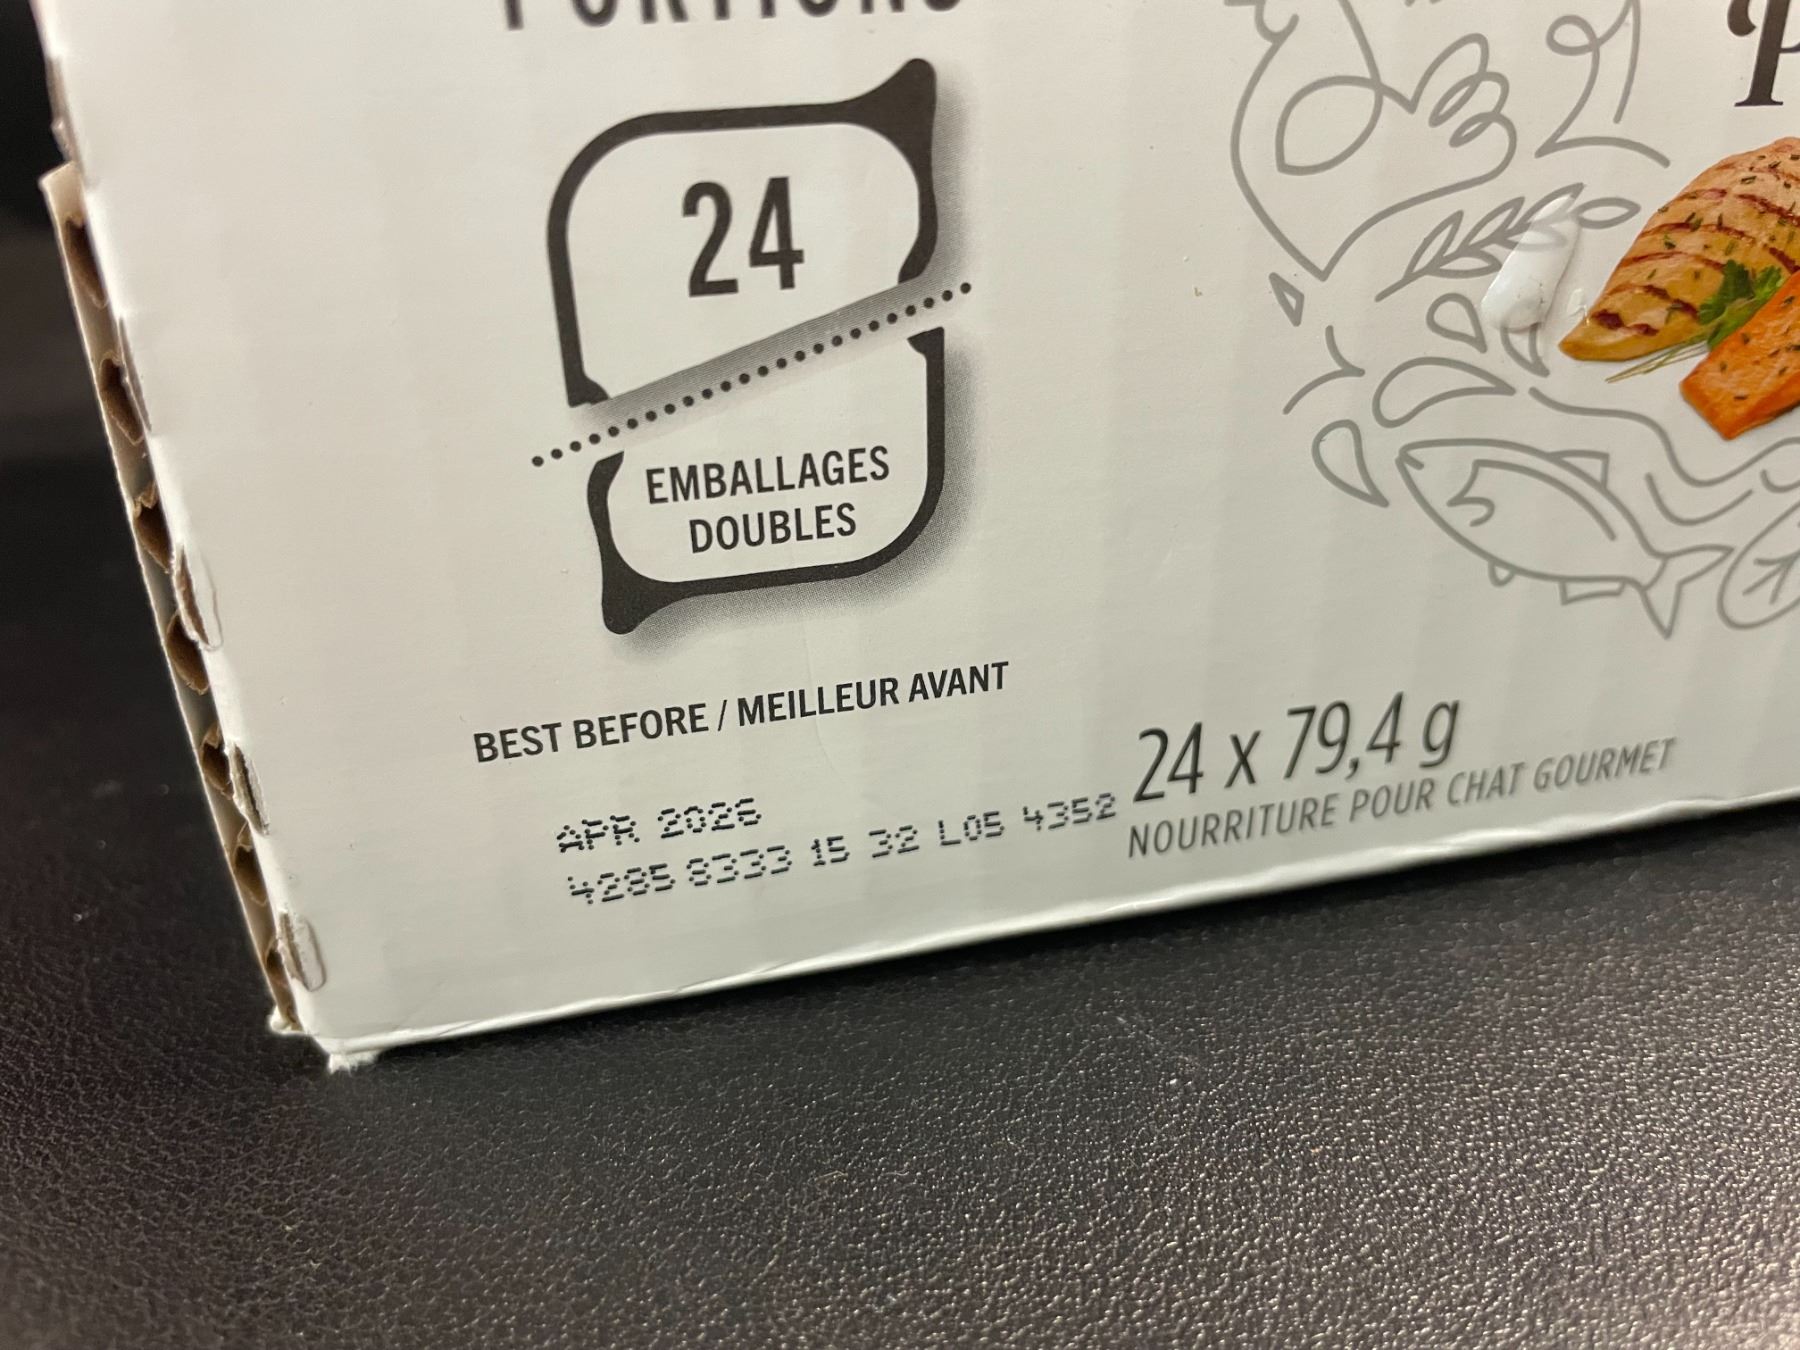 PORTIONS
24
EMBALLAGES
DOUBLES
BEST BEFORE / MEILLEUR AVANT
APR 2026
4285 8333 15 32 L05 4352
24 x 79,4 g
NOURRITURE POUR CHAT GOURMET